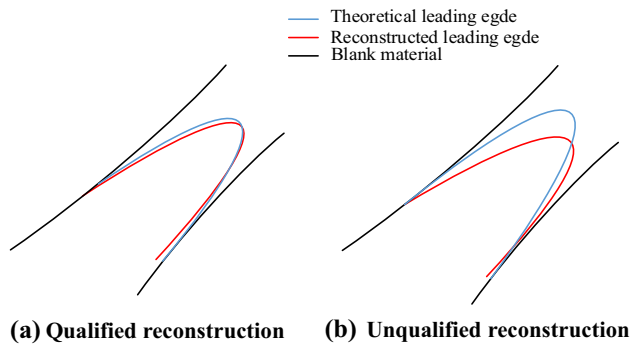 Theoretical leading egde
Reconstructed leading egde
Blank material
(a) Qualified reconstruction
(b) Unqualified reconstruction